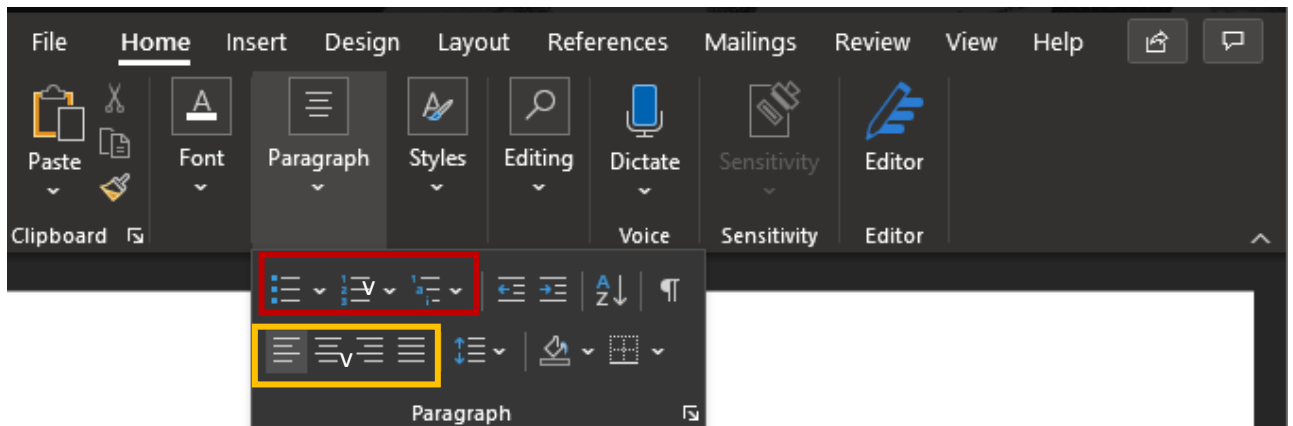 File Home Insert Design Layout References Mailings Review View Help
Paste Font Paragraph Styles Editing Dictate Sensitivity Editor
Clipboard Voice Sensitivity Editor
V
V
Paragraph